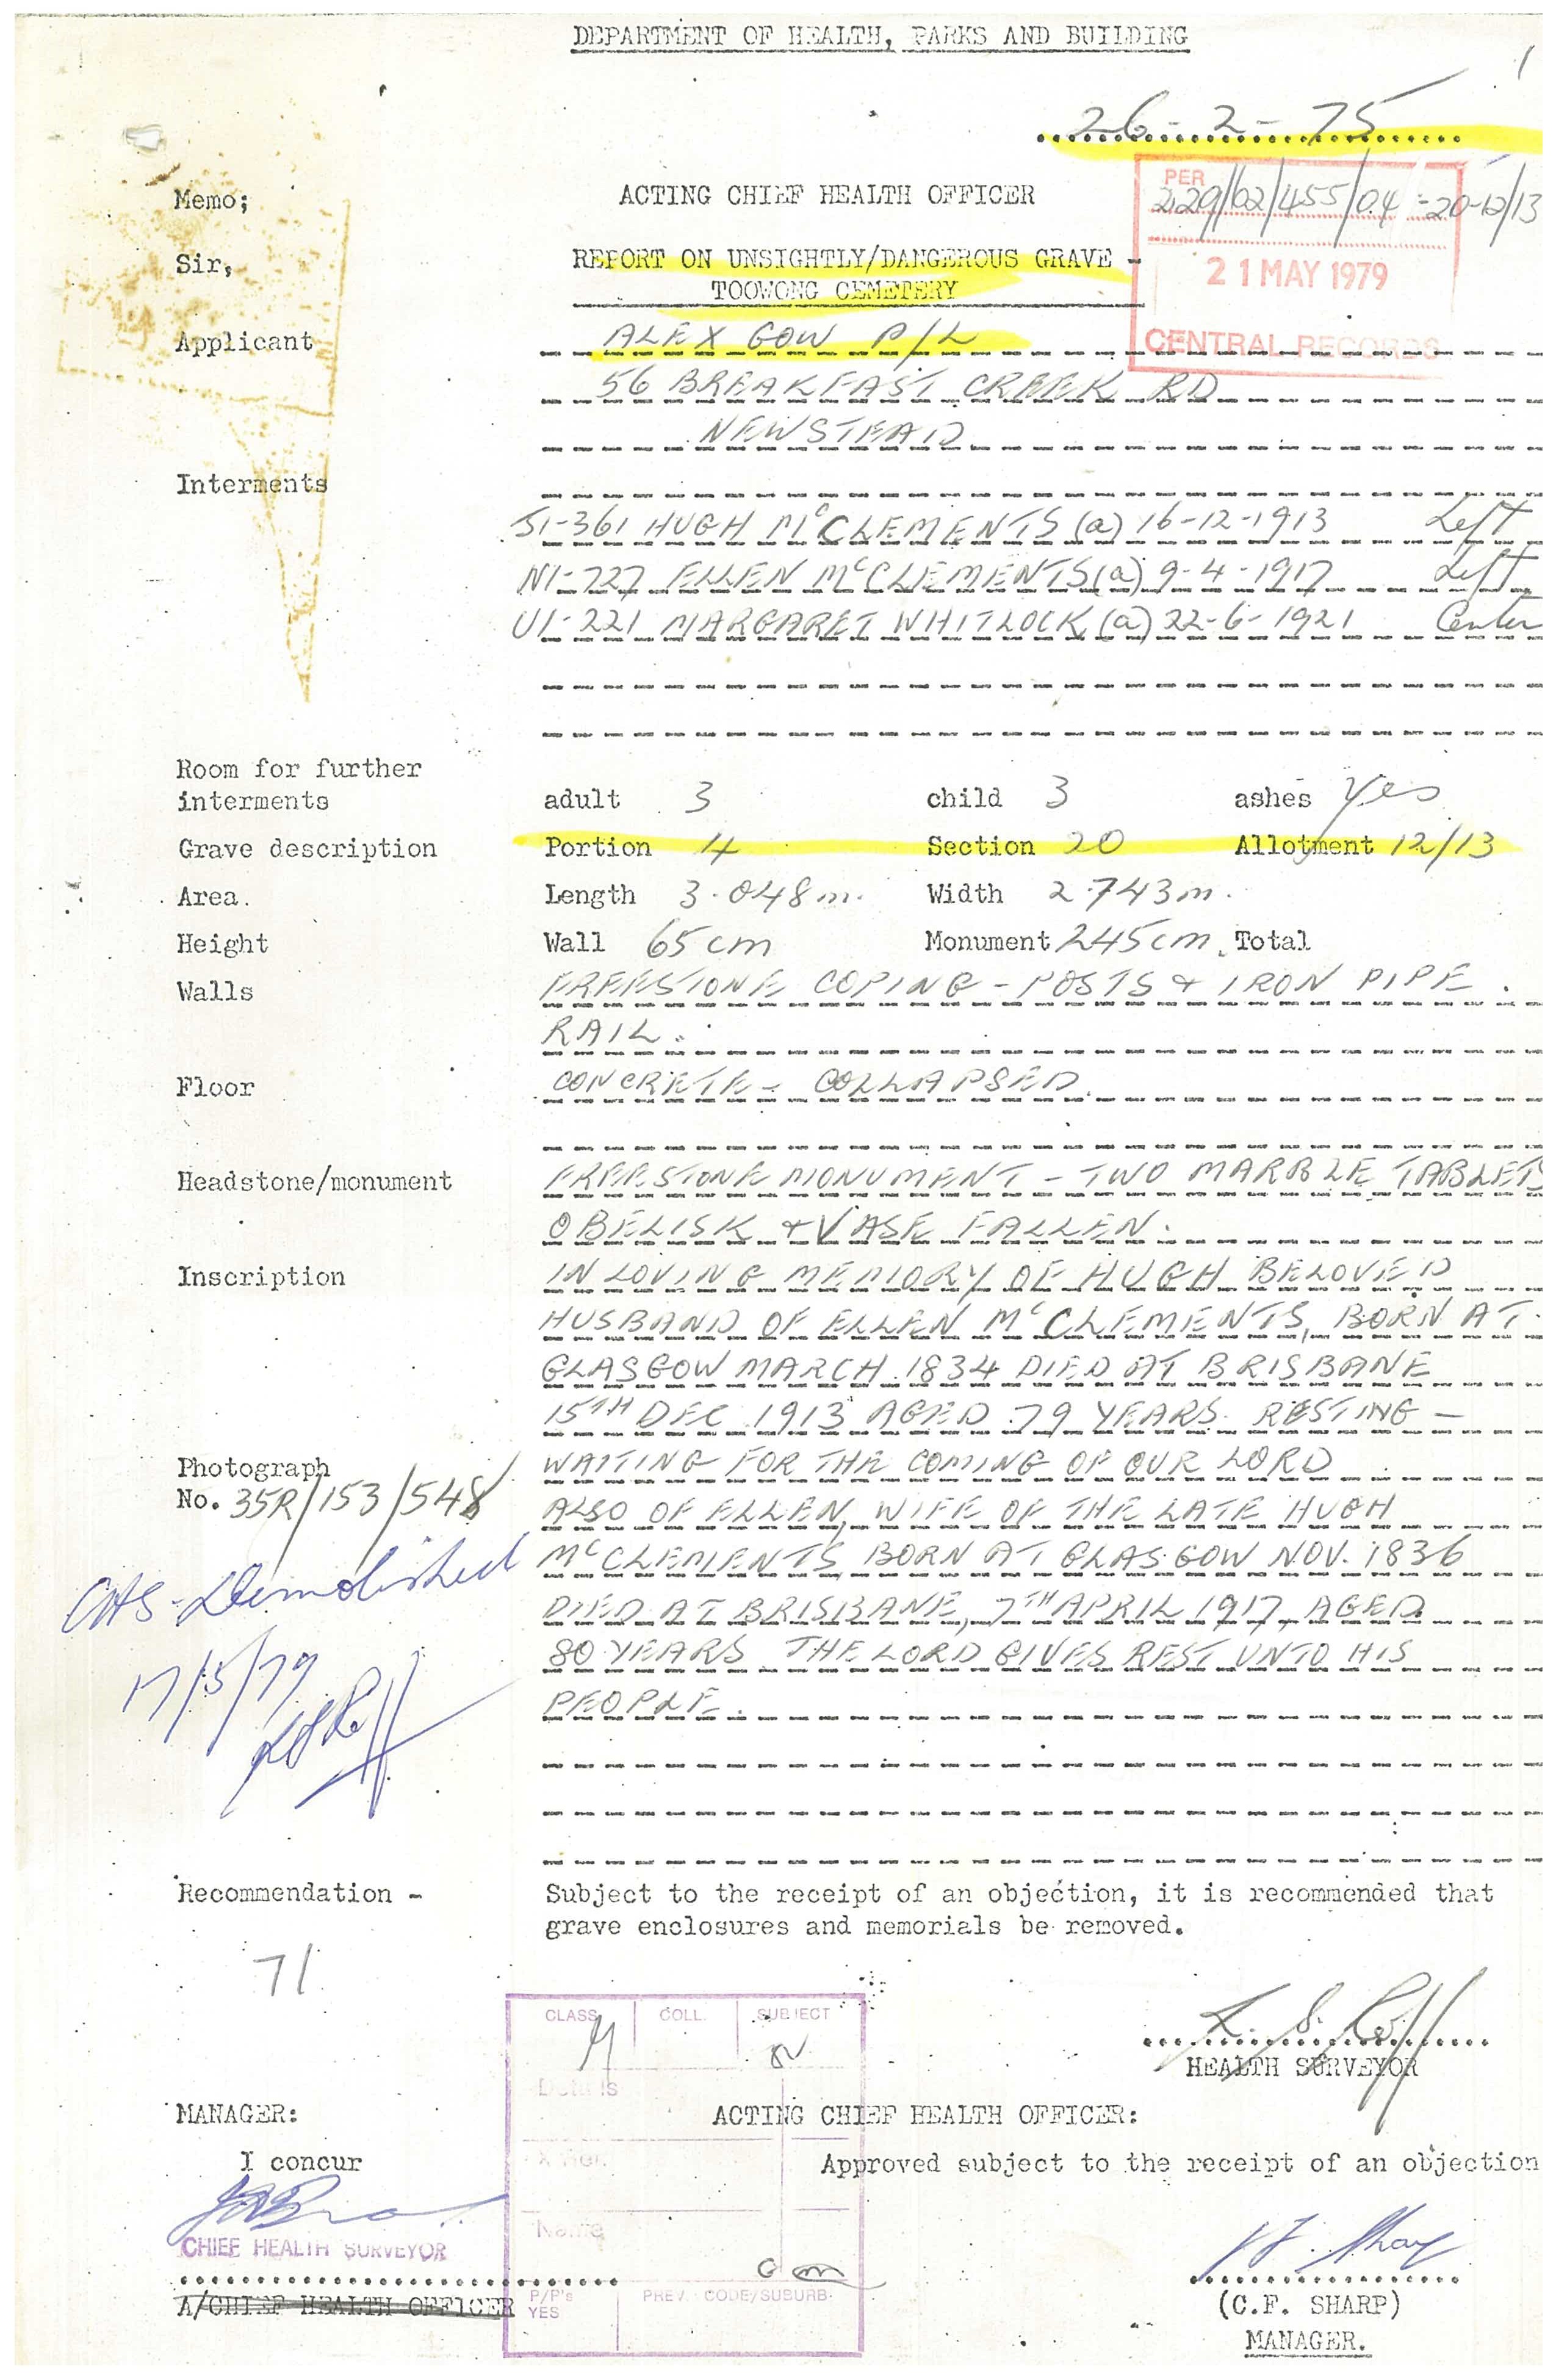 DEPARTMENT OF HEALTH, PARKS AND BUILDING
1
26-2-75
Memo; ACTING CHIEF HEALTH OFFICER
PER
229/02/455/04 -20-12/13
21 MAY 1979
CENTRAL RECORDS
Sir, REPORT ON UNSIGHTLY/DANGEROUS GRAVE -
TOOWONG CEMETERY
Applicant ALEX GOW P/L
56 BREAKFAST CREEK RD
NEWSTEAD
Interments
J1-361 HUGH McCLEMENTS (a) 16-12-1913 Left
N1-727 ELLEN McCLEMENTS (a) 9-4-1917 Left
U1-221 MARGARET WHITLOCK (a) 22-6-1921 Center
Room for further
interments adult 3 child 3 ashes Yes
Grave description Portion 4 Section 20 Allotment 12/13
Area. Length 3.048m. Width 2.743m.
Height Wall 65cm Monument 245cm. Total
Walls FREESTONE COPING - POSTS & IRON PIPE.
RAIL.
Floor CONCRETE - COLLAPSED.
Headstone/monument FREESTONE MONUMENT - TWO MARBLE TABLETS
OBELISK & VASE FALLEN.
Inscription IN LOVING MEMORY OF HUGH BELOVED
HUSBAND OF ELLEN McCLEMENTS, BORN AT
GLASGOW MARCH 1834 DIED AT BRISBANE
15TH DEC 1913 AGED 79 YEARS. RESTING -
WAITING FOR THE COMING OF OUR LORD
ALSO OF ELLEN, WIFE OF THE LATE HUGH
McCLEMENTS BORN AT GLASGOW NOV. 1836
DIED AT BRISBANE, 7TH APRIL 1917, AGED
80 YEARS. THE LORD GIVES REST UNTO HIS
PEOPLE.
Photograph
No. 35R/153/548
CHS - Demolished
17/5/79
Recommendation - Subject to the receipt of an objection, it is recommended that
grave enclosures and memorials be removed.
71
HEALTH SURVEYOR
CLASS COLL. SUBJECT
Details
Name
P/P's YES PREV. CODE/SUBURB
MANAGER: ACTING CHIEF HEALTH OFFICER:
I concur Approved subject to the receipt of an objection
CHIEF HEALTH SURVEYOR
A/CHIEF HEALTH OFFICER
(C.F. SHARP)
MANAGER.